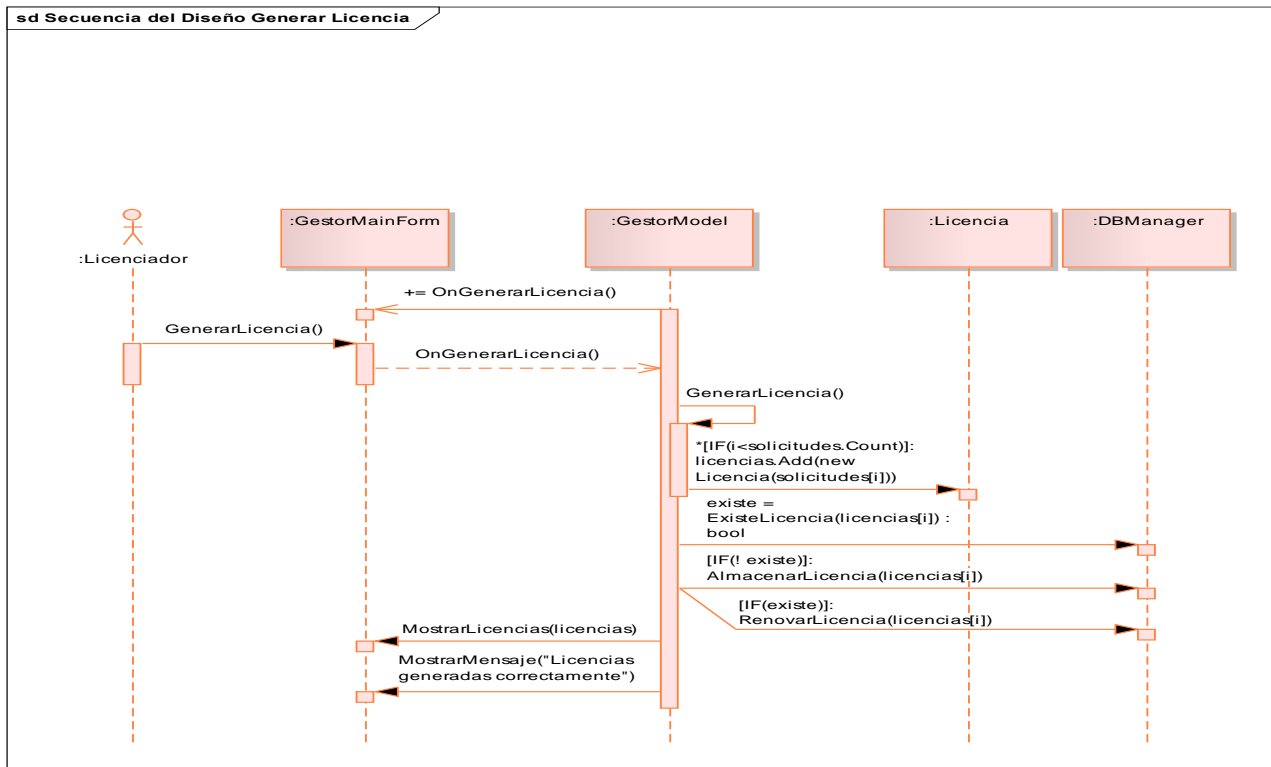 sd Secuencia del Diseño Generar Licencia
:Licenciador
:GestorMainForm
:GestorModel
:Licencia
:DBManager
+= OnGenerarLicencia()
GenerarLicencia()
OnGenerarLicencia()
GenerarLicencia()
*[IF(i<solicitudes.Count)]:
licencias.Add(new
Licencia(solicitudes[i]))
existe =
ExisteLicencia(licencias[i]) :
bool
[IF(! existe)]:
AlmacenarLicencia(licencias[i])
[IF(existe)]:
RenovarLicencia(licencias[i])
MostrarLicencias(licencias)
MostrarMensaje("Licencias
generadas correctamente")